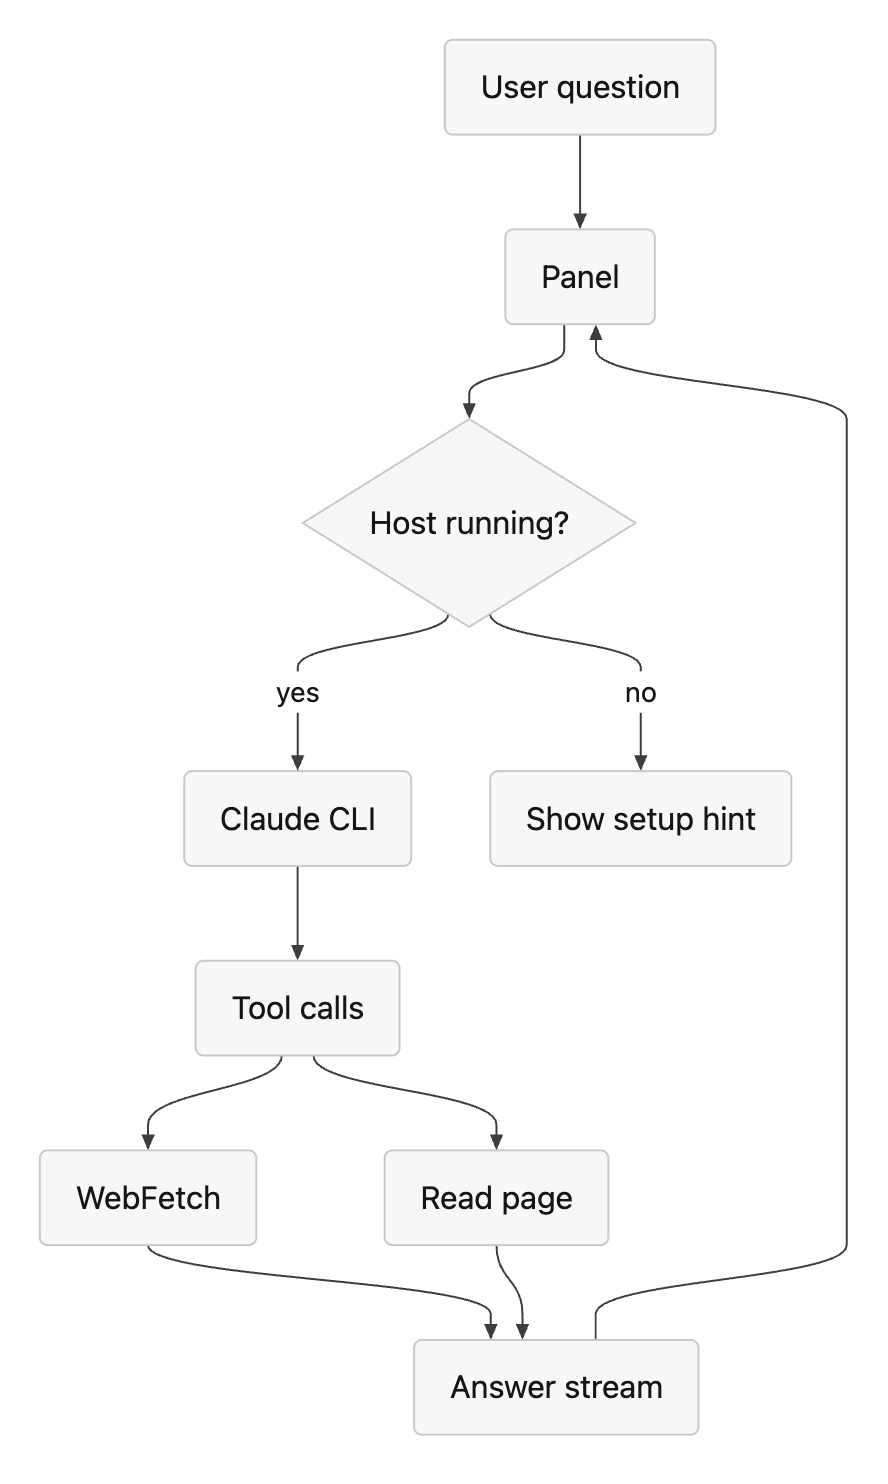 User question
Panel
Host running?
yes
no
Claude CLI
Show setup hint
Tool calls
WebFetch
Read page
Answer stream